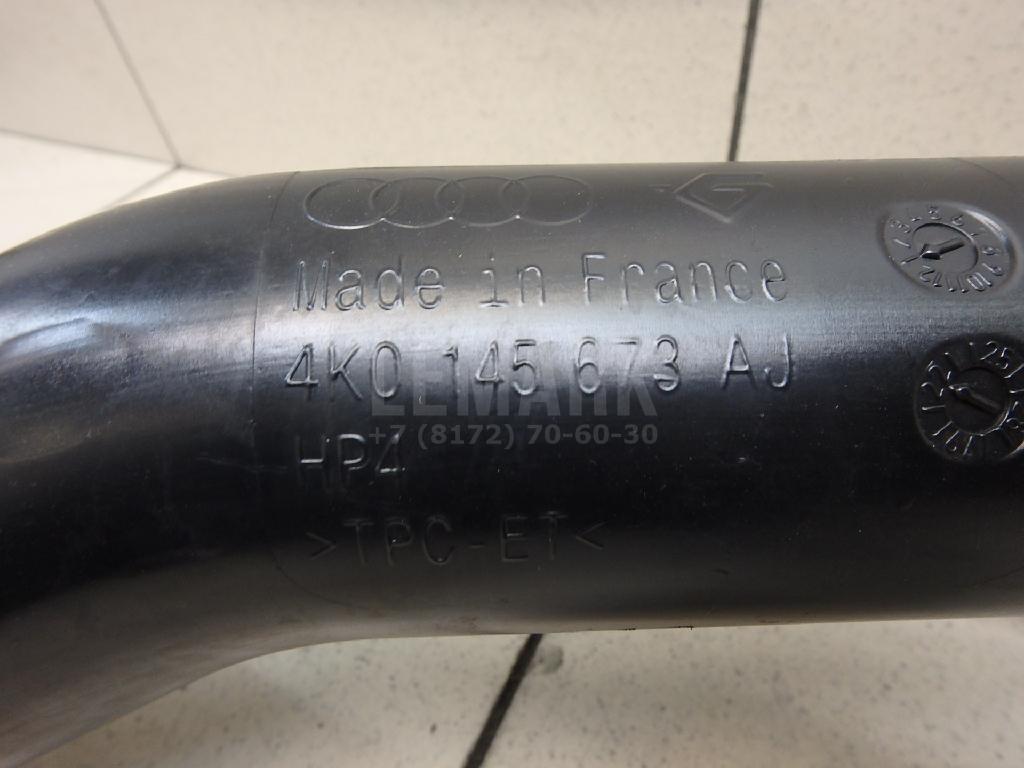 Made in France
4K0 145 673 AJ
LEMARK
+7 (8172) 70-60-30
HP4
>TPC-ET<